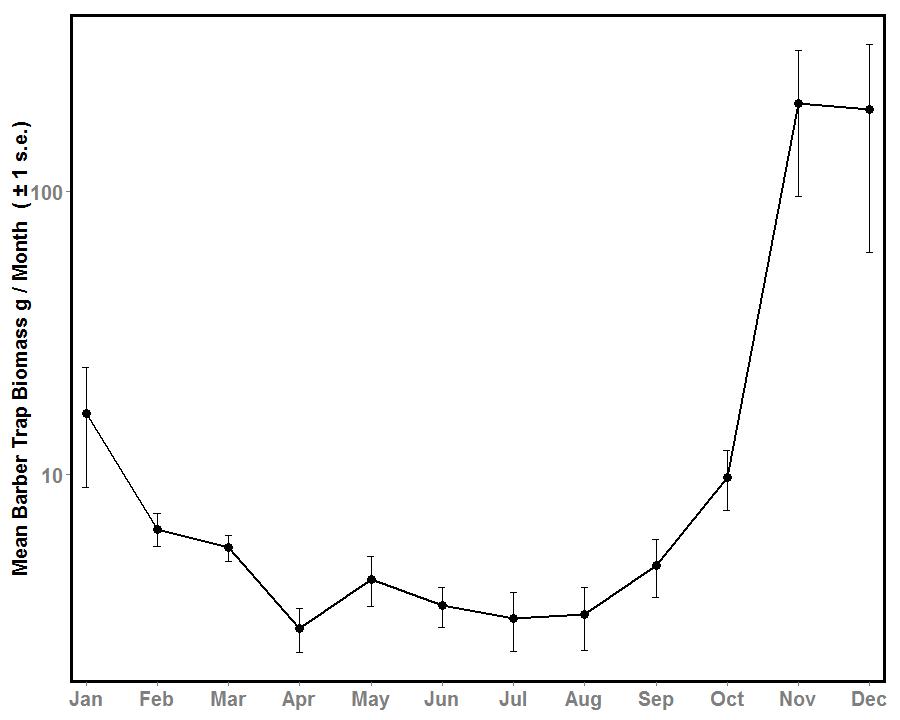 Mean Barber Trap Biomass g / Month ( ± 1 s.e.)
100
10
Jan Feb Mar Apr May Jun Jul Aug Sep Oct Nov Dec